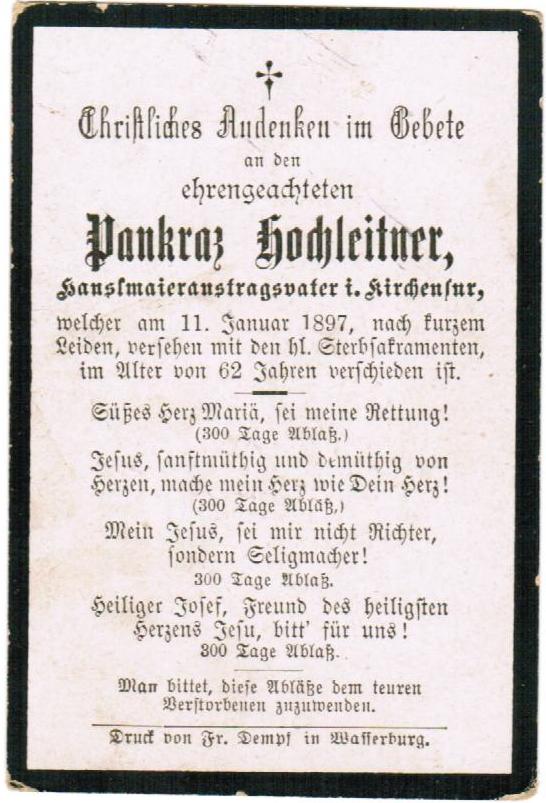 Christliches Andenken im Gebete
an den
ehrengeachteten
Pankraz Hochleitner,
Hauslmaieraustragsvater i. Kirchensur,
welcher am 11. Januar 1897, nach kurzem
Leiden, versehen mit den hl. Sterbsakramenten,
im Alter von 62 Jahren verschieden ist.
Süßes Herz Mariä, sei meine Rettung!
(300 Tage Ablaß.)
Jesus, sanftmüthig und demüthig von
Herzen, mache mein Herz wie Dein Herz!
(300 Tage Abläß.)
Mein Jesus, sei mir nicht Richter,
sondern Seligmacher!
300 Tage Ablaß.
Heiliger Josef, Freund des heiligsten
Herzens Jesu, bitt' für uns!
300 Tage Ablaß.
Man bittet, diese Abläße dem teuren
Verstorbenen zuzuwenden.
Druck von Fr. Dempf in Wasserburg.